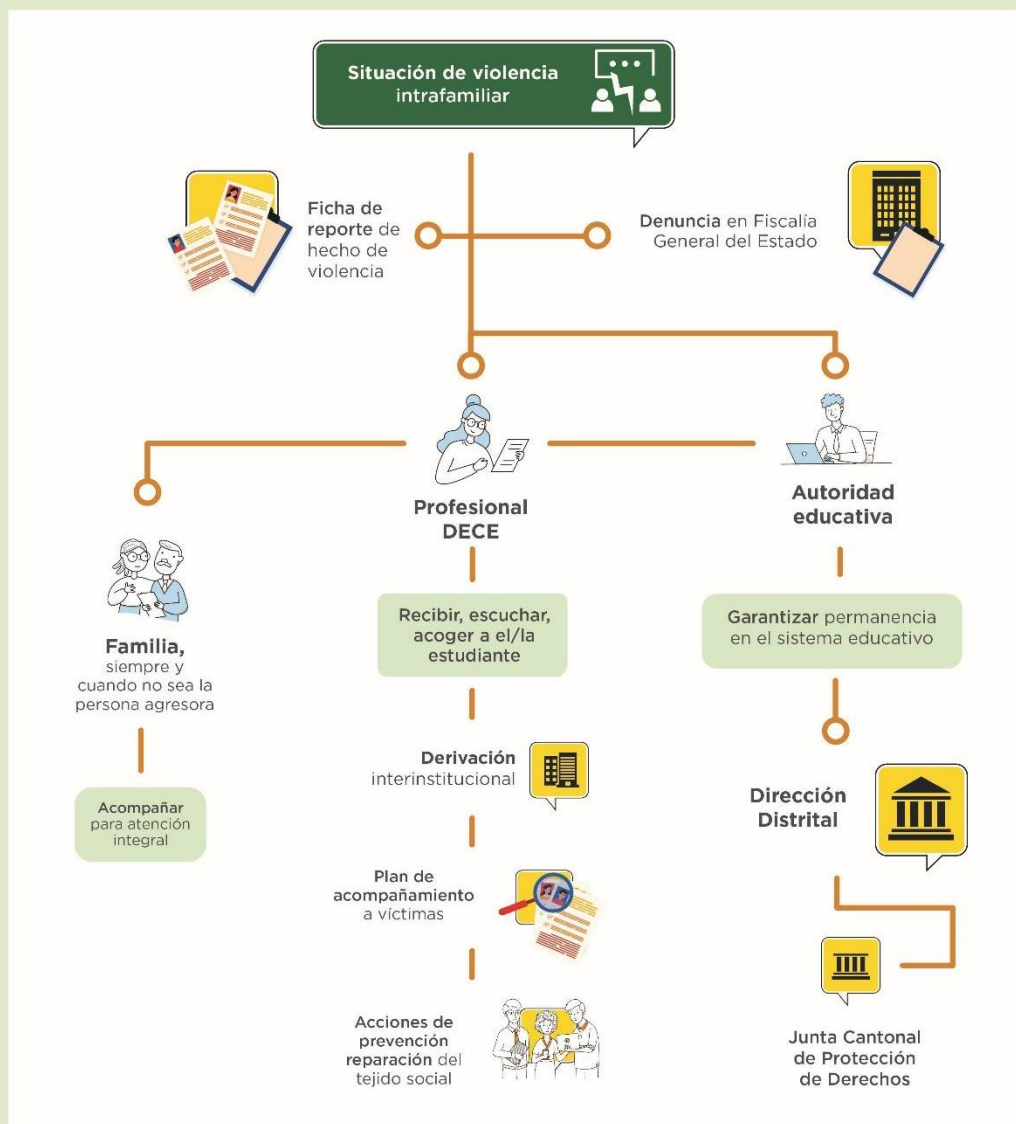 Situación de violencia
intrafamiliar
Ficha de
reporte de
hecho de
violencia
Denuncia en Fiscalía
General del Estado
Profesional
DECE
Autoridad
educativa
Familia,
siempre y
cuando no sea la
persona agresora
Recibir, escuchar,
acoger a el/la
estudiante
Garantizar permanencia
en el sistema educativo
Acompañar
para atención
integral
Derivación
interinstitucional
Dirección
Distrital
Plan de
acompañamiento
a víctimas
Acciones de
prevención
reparación del
tejido social
Junta Cantonal
de Protección
de Derechos